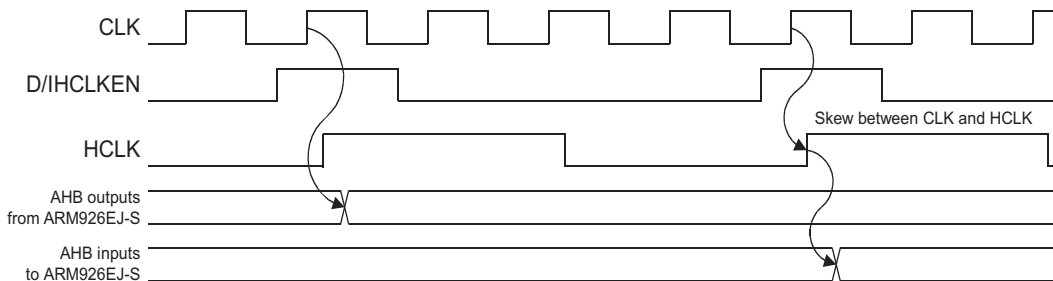 CLK
D/IHCLKEN
Skew between CLK and HCLK
HCLK
AHB outputs
from ARM926EJ-S
AHB inputs
to ARM926EJ-S